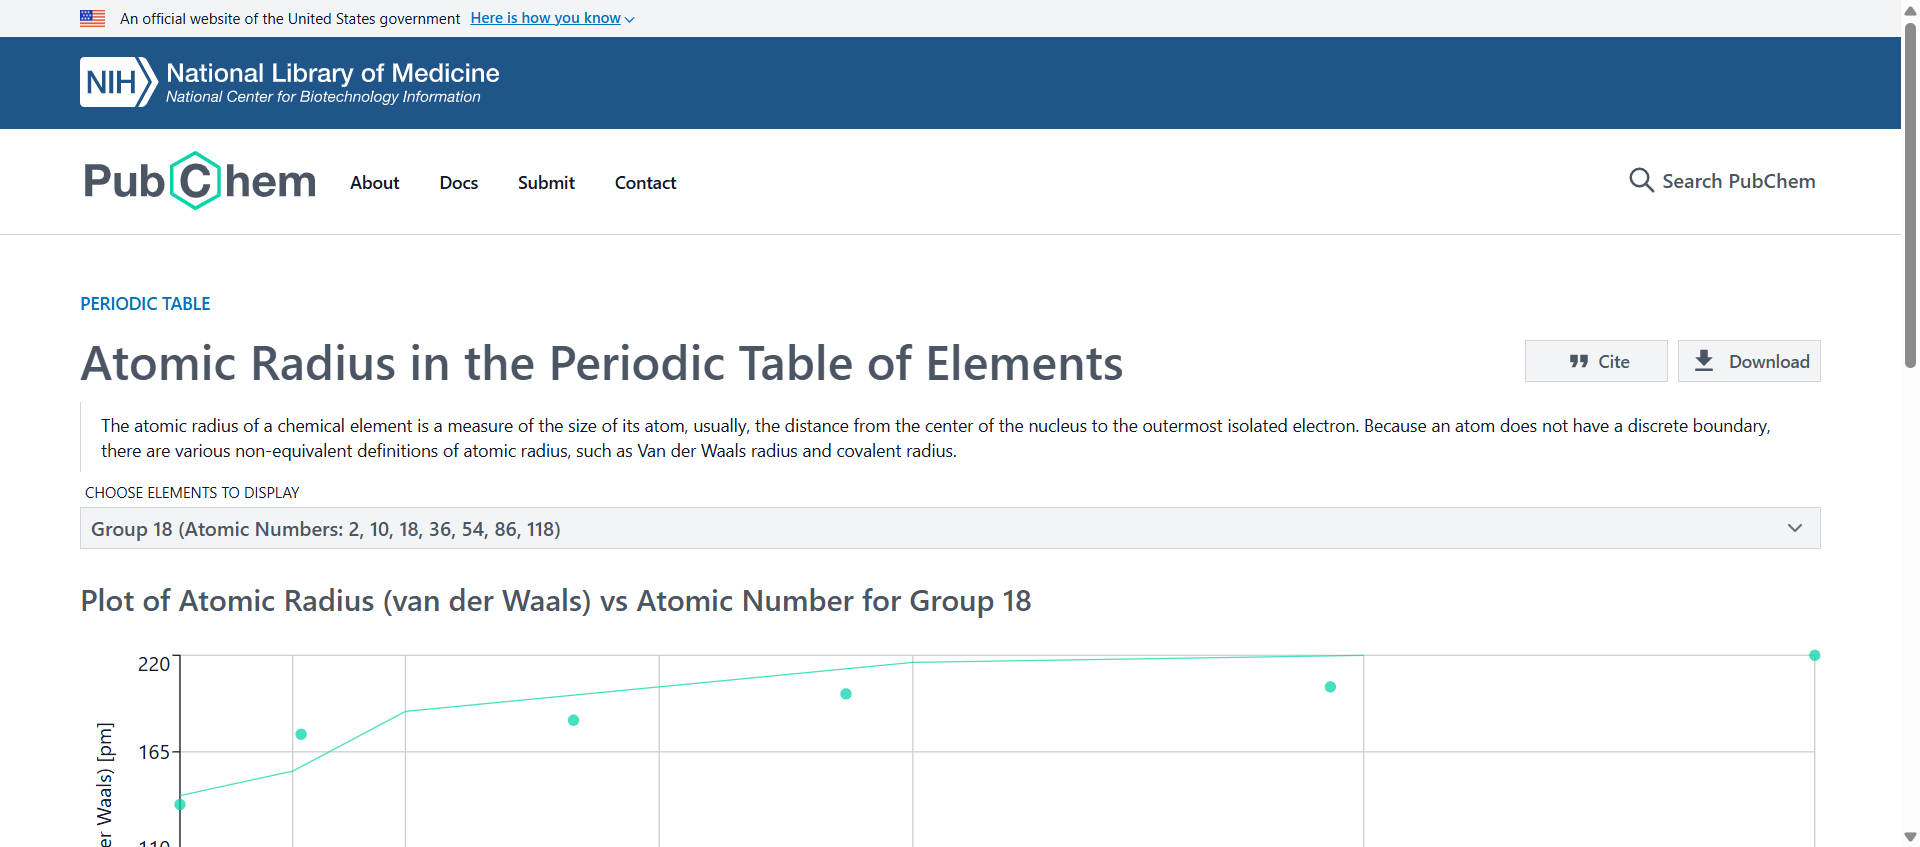 An official website of the United States government Here is how you know
NIH National Library of Medicine
National Center for Biotechnology Information
PubChem About Docs Submit Contact Search PubChem
PERIODIC TABLE
Atomic Radius in the Periodic Table of Elements Cite Download
The atomic radius of a chemical element is a measure of the size of its atom, usually, the distance from the center of the nucleus to the outermost isolated electron. Because an atom does not have a discrete boundary,
there are various non-equivalent definitions of atomic radius, such as Van der Waals radius and covalent radius.
CHOOSE ELEMENTS TO DISPLAY
Group 18 (Atomic Numbers: 2, 10, 18, 36, 54, 86, 118)
Plot of Atomic Radius (van der Waals) vs Atomic Number for Group 18
220
165
110
er Waals) [pm]